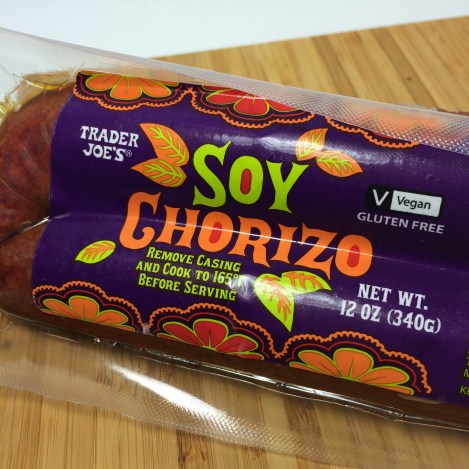 TRADER
JOE'S®
SOY
CHORIZO
REMOVE CASING
AND COOK TO 165°
BEFORE SERVING
V Vegan
GLUTEN FREE
NET WT.
12 OZ (340g)